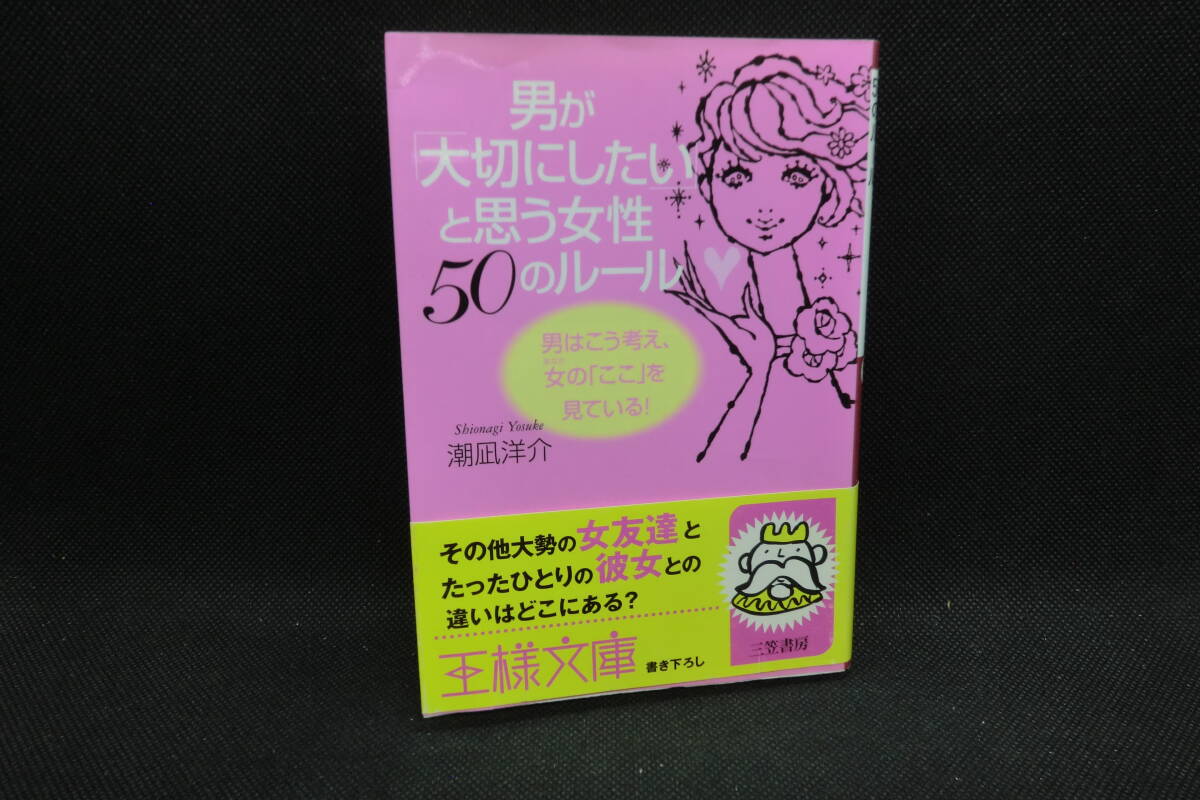 男が
「大切にしたい」
と思う女性
50のルール
男はこう考え、
女の「ここ」を
見ている!
Shionagi Yosuke
潮凪洋介
その他大勢の女友達と
たったひとりの彼女との
違いはどこにある?
王様文庫 書き下ろし
三笠書房